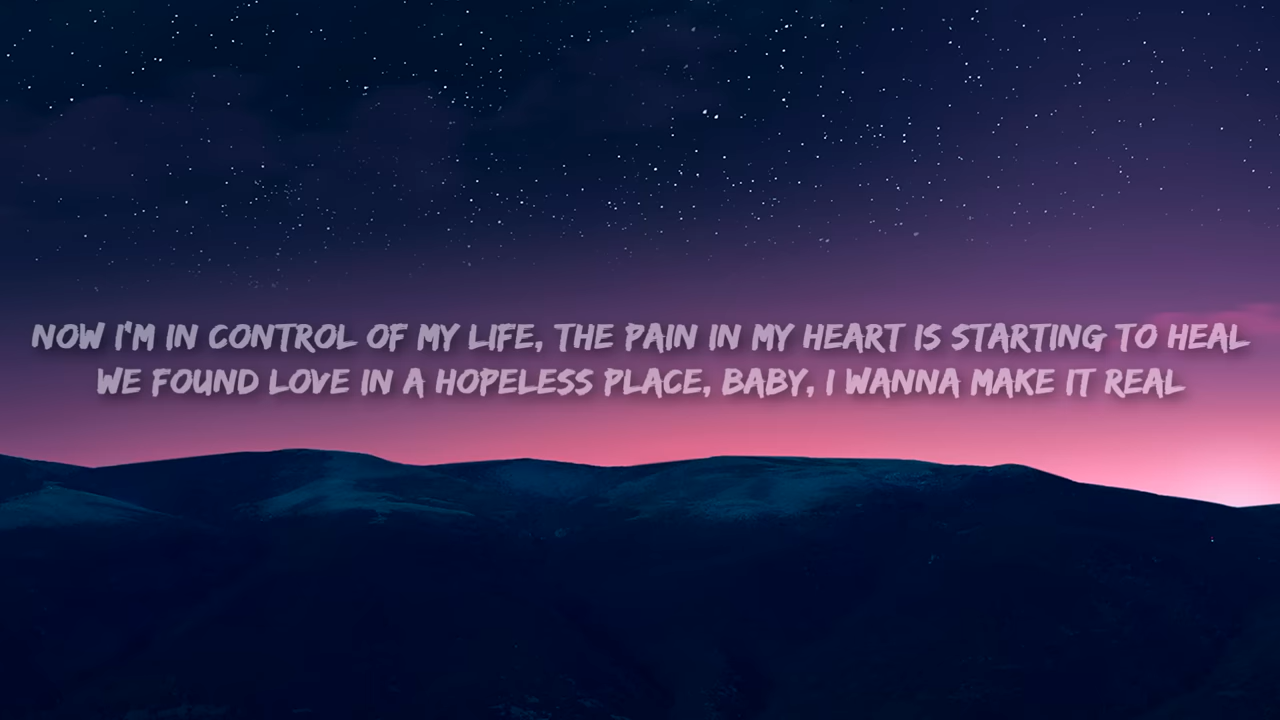 NOW I'M IN CONTROL OF MY LIFE, THE PAIN IN MY HEART IS STARTING TO HEAL
WE FOUND LOVE IN A HOPELESS PLACE, BABY, I WANNA MAKE IT REAL